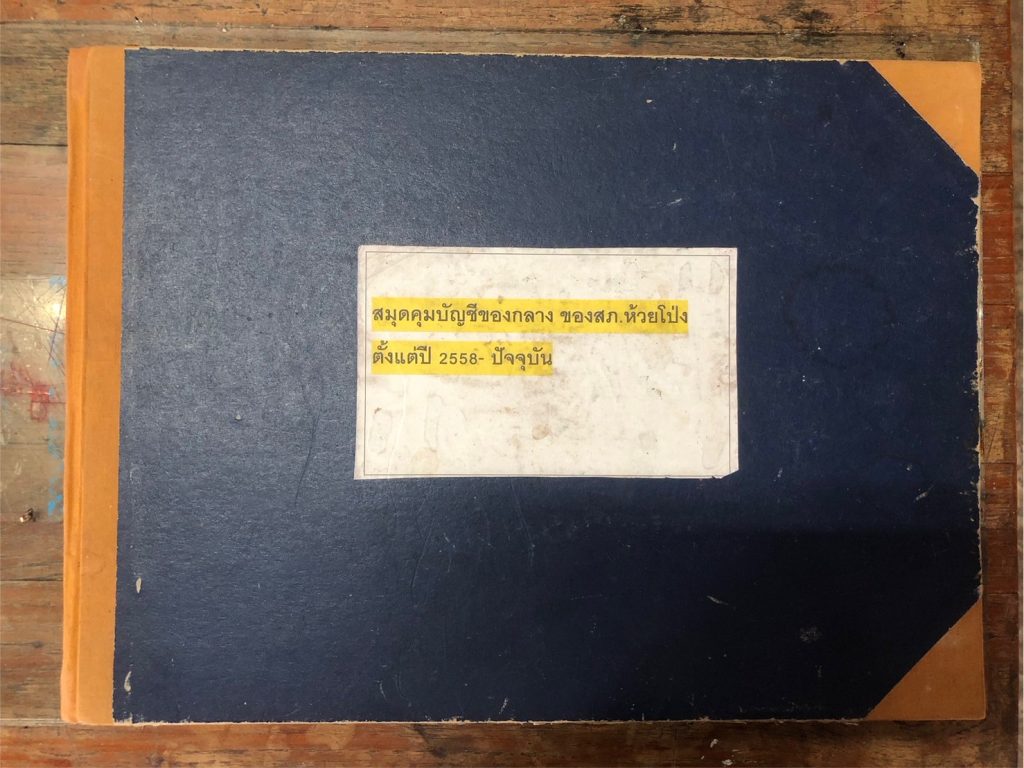 สมุดคุมบัญชีของกลาง ของสภ.ห้วยโป่ง
ตั้งแต่ปี 2558- ปัจจุบัน